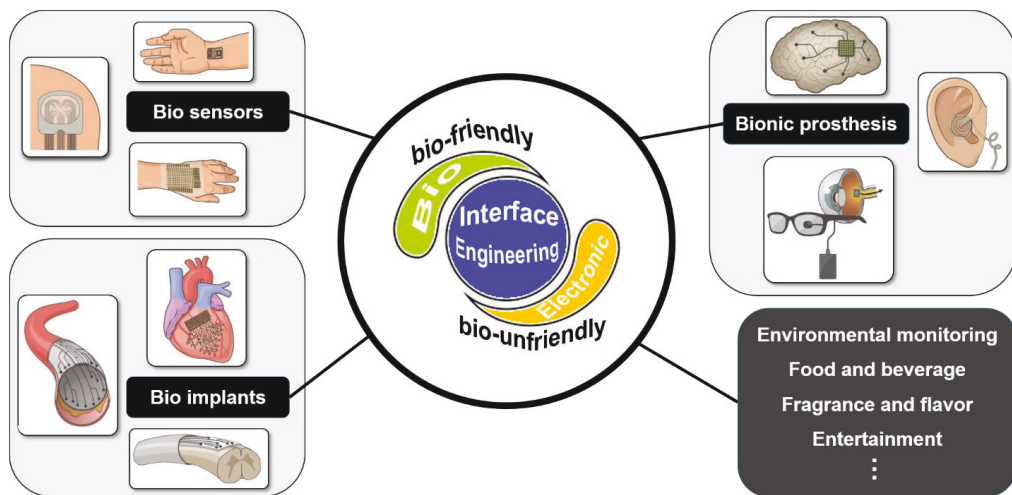 Bio sensors
Bio implants
bio-friendly
Bio
Interface
Engineering
Electronic
bio-unfriendly
Bionic prosthesis
Environmental monitoring
Food and beverage
Fragrance and flavor
Entertainment
⋮